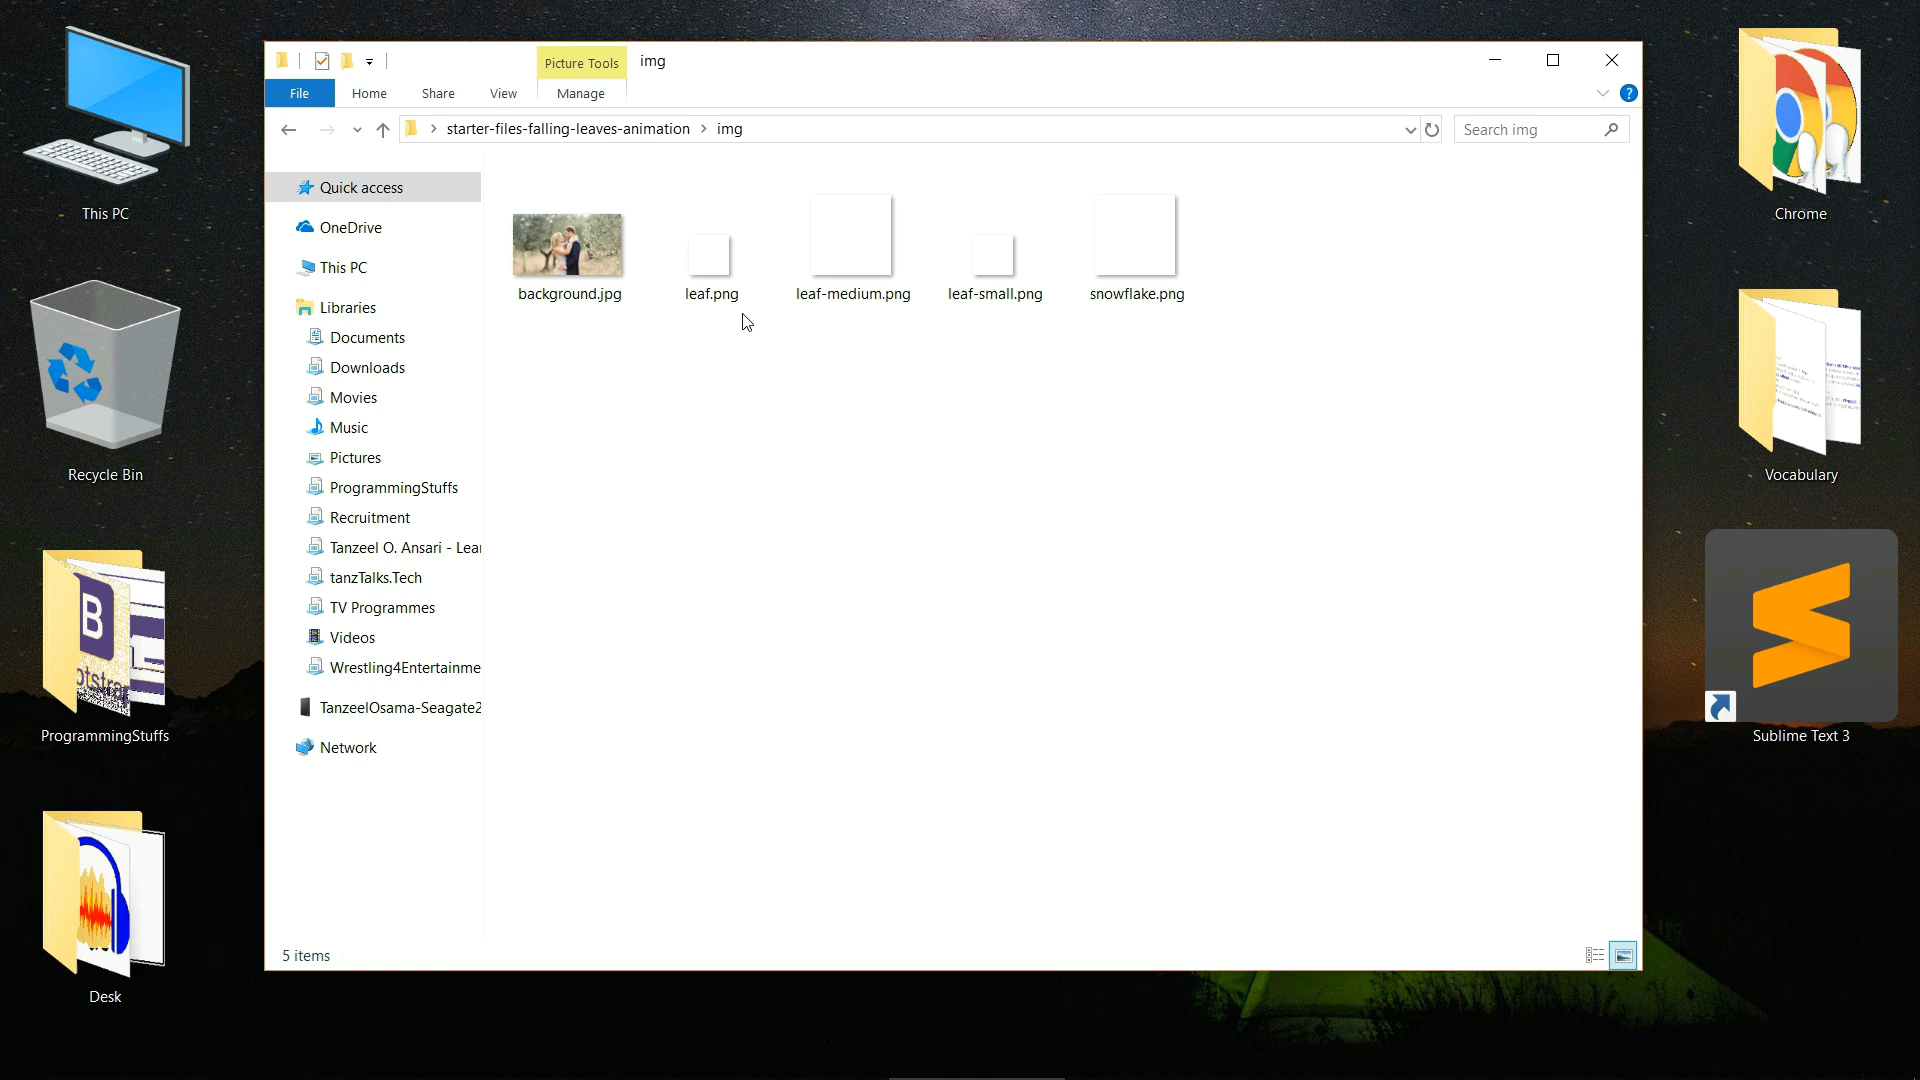 Picture Tools
img
File
Home
Share
View
Manage
?
starter-files-falling-leaves-animation
img
Search img
Quick access
OneDrive
This PC
Libraries
Documents
Downloads
Movies
Music
Pictures
ProgrammingStuffs
Recruitment
Tanzeel O. Ansari - Lear
tanzTalks.Tech
TV Programmes
Videos
Wrestling4Entertainme
TanzeelOsama-Seagate2
Network
background.jpg
leaf.png
leaf-medium.png
leaf-small.png
snowflake.png
5 items
This PC
Recycle Bin
B
ProgrammingStuffs
Desk
Chrome
Vocabulary
Sublime Text 3